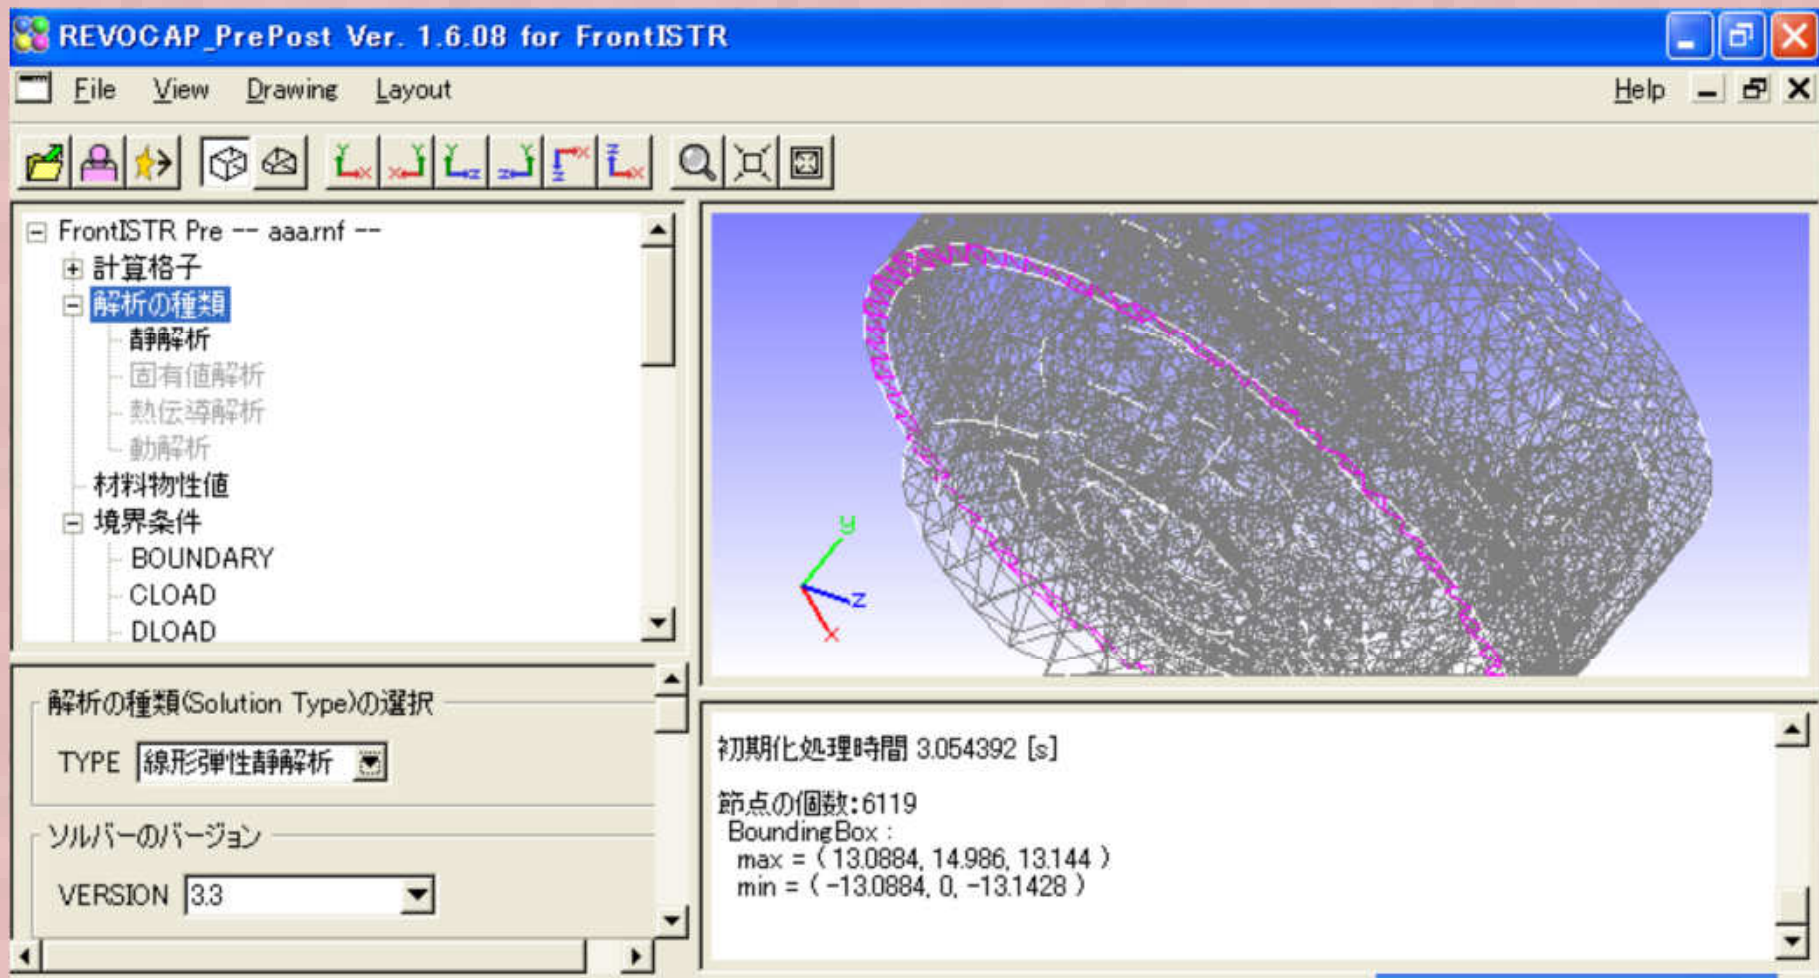 REVOCAP_PrePost Ver. 1.6.08 for FrontISTR
File View Drawing Layout Help
FrontISTR Pre -- aaa.rnf --
計算格子
解析の種類
静解析
固有値解析
熱伝導解析
動解析
材料物性値
境界条件
BOUNDARY
CLOAD
DLOAD
解析の種類(Solution Type)の選択
TYPE 線形弾性静解析
ソルバーのバージョン
VERSION 3.3
y
z
x
初期化処理時間 3.054392 [s]
節点の個数:6119
BoundingBox :
max = ( 13.0884, 14.986, 13.144 )
min = ( -13.0884, 0, -13.1428 )